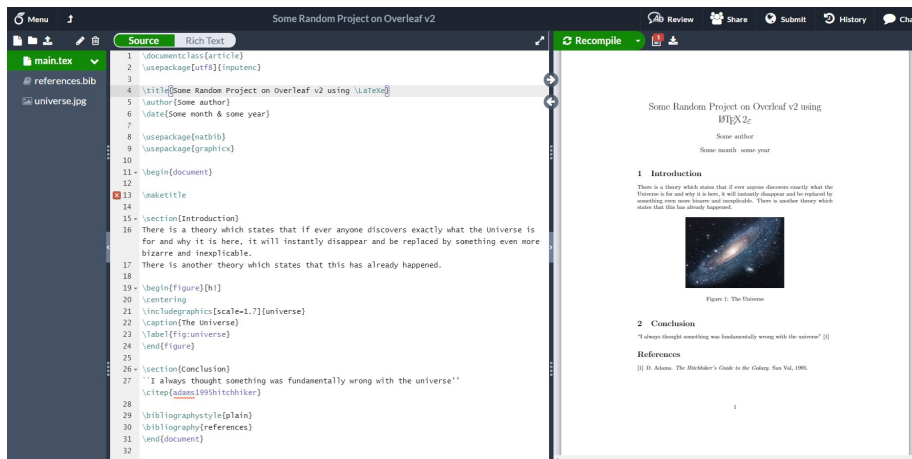 Menu
Some Random Project on Overleaf v2
Review
Share
Submit
History
Cha
Source
Rich Text
Recompile
1
main.tex
references.bib
universe.jpg
1 \documentclass{article}
2 \usepackage[utf8]{inputenc}
3
4 \title{Some Random Project on Overleaf v2 using \LaTeXe}
5 \author{Some author}
6 \date{Some month & some year}
7
8 \usepackage{natbib}
9 \usepackage{graphicx}
10
11 \begin{document}
12
13 \maketitle
14
15 \section{Introduction}
16 There is a theory which states that if ever anyone discovers exactly what the Universe is
for and why it is here, it will instantly disappear and be replaced by something even more
bizarre and inexplicable.
17 There is another theory which states that this has already happened.
18
19 \begin{figure}[h!]
20 \centering
21 \includegraphics[scale=1.7]{universe}
22 \caption{The Universe}
23 \label{fig:universe}
24 \end{figure}
25
26 \section{Conclusion}
27 ``I always thought something was fundamentally wrong with the universe''
\citep{adams1995hitchhiker}
28
29 \bibliographystyle{plain}
30 \bibliography{references}
31 \end{document}
32
Some Random Project on Overleaf v2 using
LaTeX 2ε
Some author
Some month some year
1 Introduction
There is a theory which states that if ever anyone discovers exactly what the
Universe is for and why it is here, it will instantly disappear and be replaced by
something even more bizarre and inexplicable. There is another theory which
states that this has already happened.
Figure 1: The Universe
2 Conclusion
“I always thought something was fundamentally wrong with the universe” [1]
References
[1] D. Adams. The Hitchhiker's Guide to the Galaxy. San Val, 1995.
1